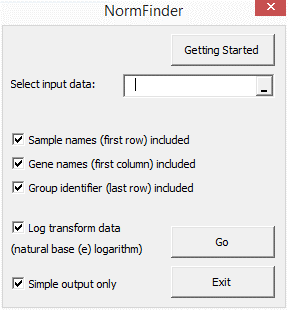 NormFinder
Getting Started
Select input data:
Sample names (first row) included
Gene names (first column) included
Group identifier (last row) included
Log transform data
(natural base (e) logarithm)
Go
Simple output only
Exit